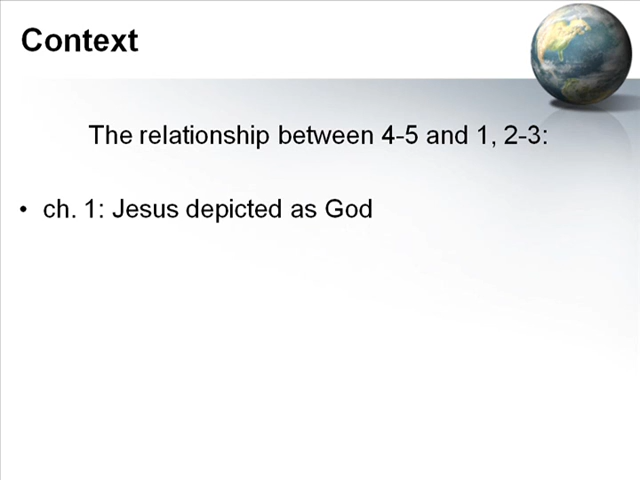 Context
The relationship between 4-5 and 1, 2-3:
• ch. 1: Jesus depicted as God